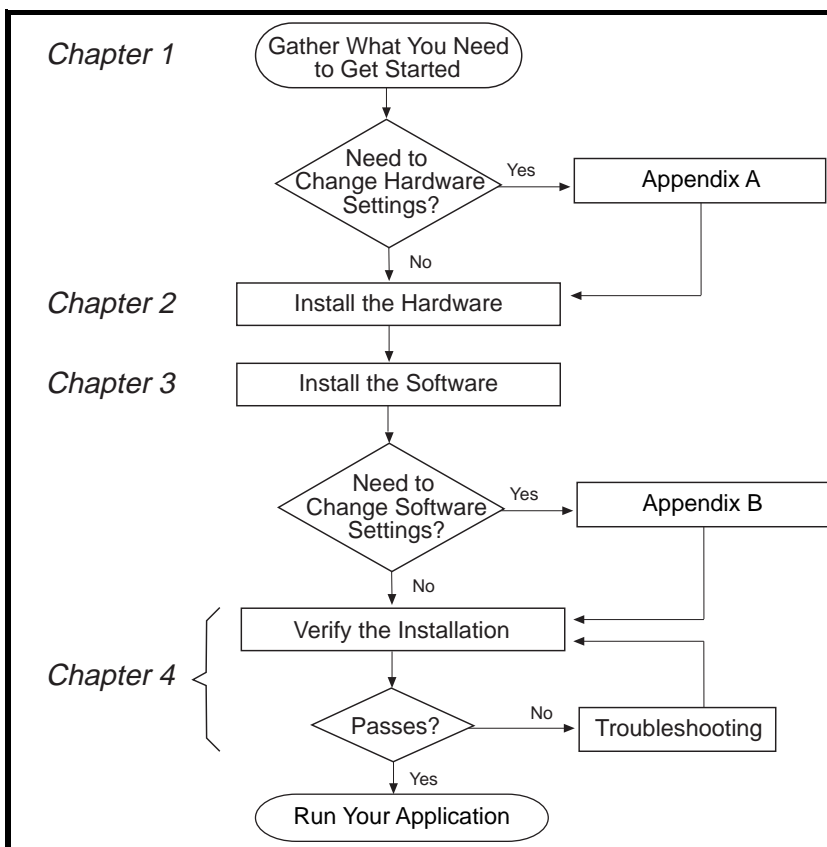 Chapter 1
Gather What You Need
to Get Started
Need to
Change Hardware
Settings?
Yes
Appendix A
No
Chapter 2
Install the Hardware
Chapter 3
Install the Software
Need to
Change Software
Settings?
Yes
Appendix B
No
Verify the Installation
Chapter 4
Passes?
No
Troubleshooting
Yes
Run Your Application